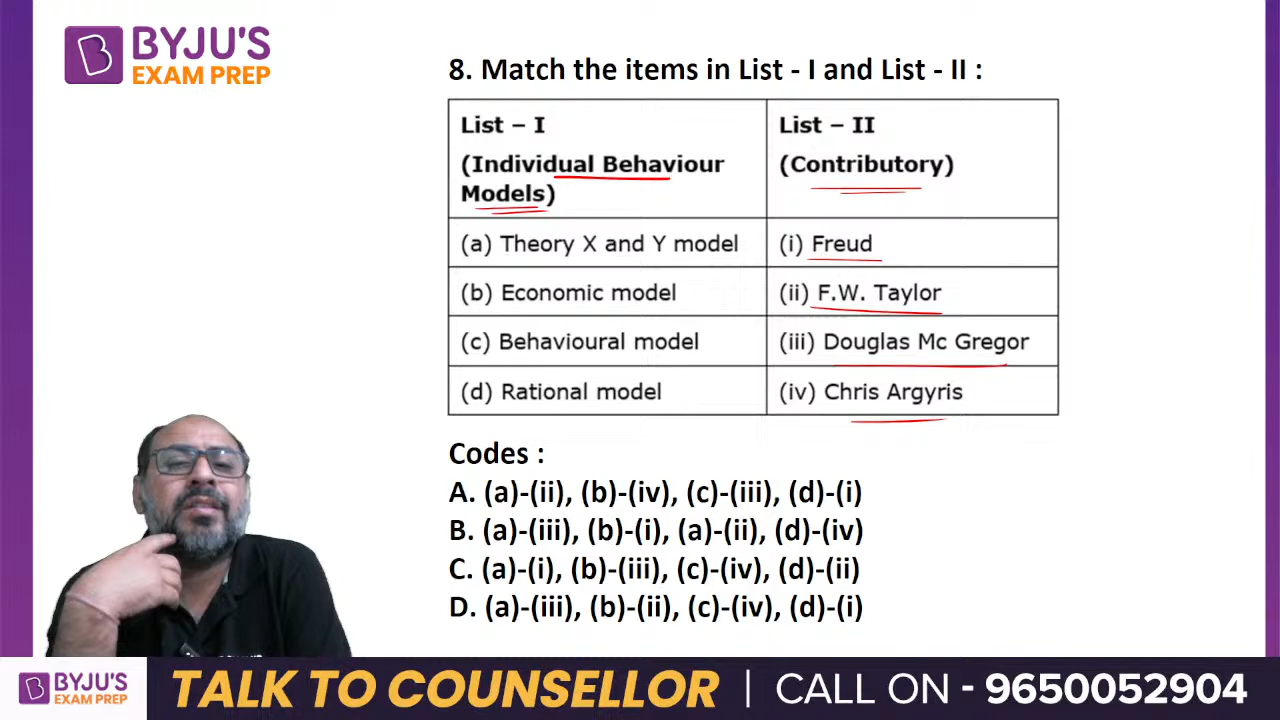 BYJU'S
EXAM PREP
8. Match the items in List - I and List - II :
List – I
(Individual Behaviour
Models)
List – II
(Contributory)
(a) Theory X and Y model
(i) Freud
(b) Economic model
(ii) F.W. Taylor
(c) Behavioural model
(iii) Douglas Mc Gregor
(d) Rational model
(iv) Chris Argyris
Codes :
A. (a)-(ii), (b)-(iv), (c)-(iii), (d)-(i)
B. (a)-(iii), (b)-(i), (a)-(ii), (d)-(iv)
C. (a)-(i), (b)-(iii), (c)-(iv), (d)-(ii)
D. (a)-(iii), (b)-(ii), (c)-(iv), (d)-(i)
BYJU'S
EXAM PREP
TALK TO COUNSELLOR | CALL ON - 9650052904